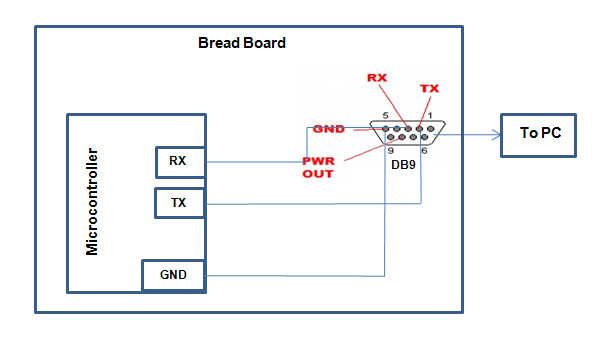 Bread Board
RX
TX
5
1
GND
To PC
PWR
OUT
9
6
DB9
Microcontroller
RX
TX
GND